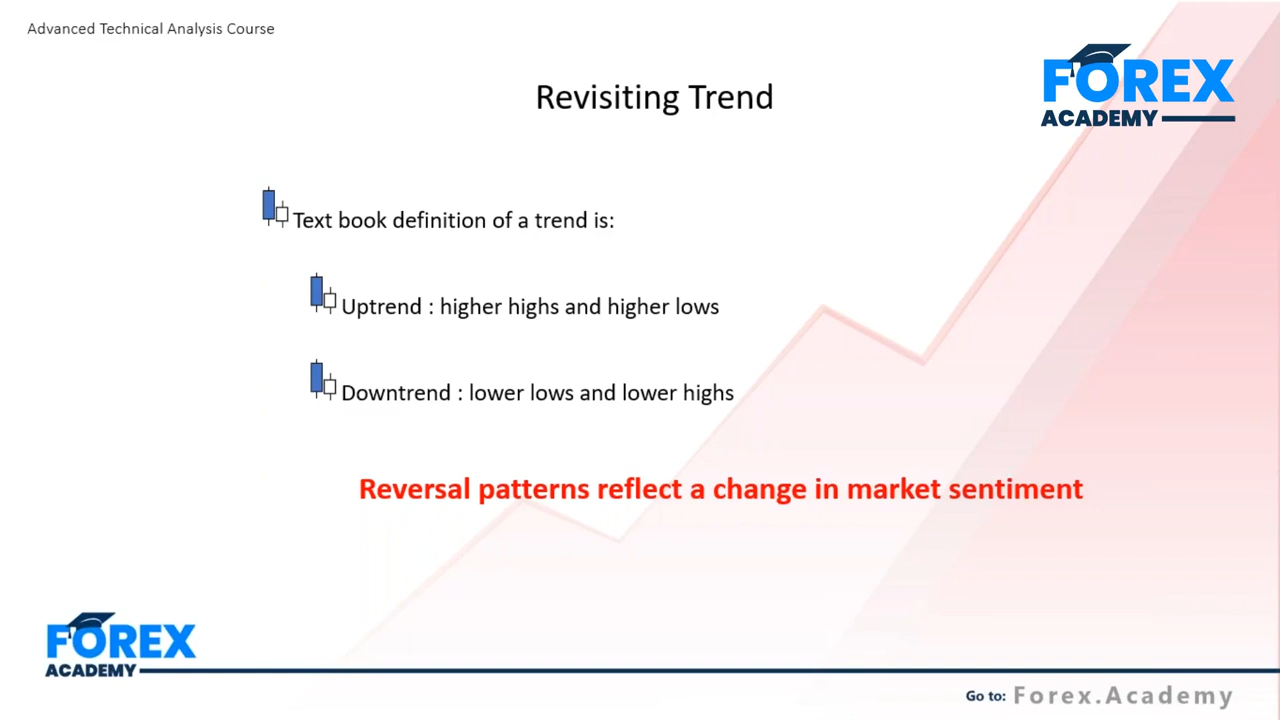 Advanced Technical Analysis Course
FOREX
ACADEMY
Revisiting Trend
Text book definition of a trend is:
Uptrend : higher highs and higher lows
Downtrend : lower lows and lower highs
Reversal patterns reflect a change in market sentiment
FOREX
ACADEMY
Go to: Forex.Academy